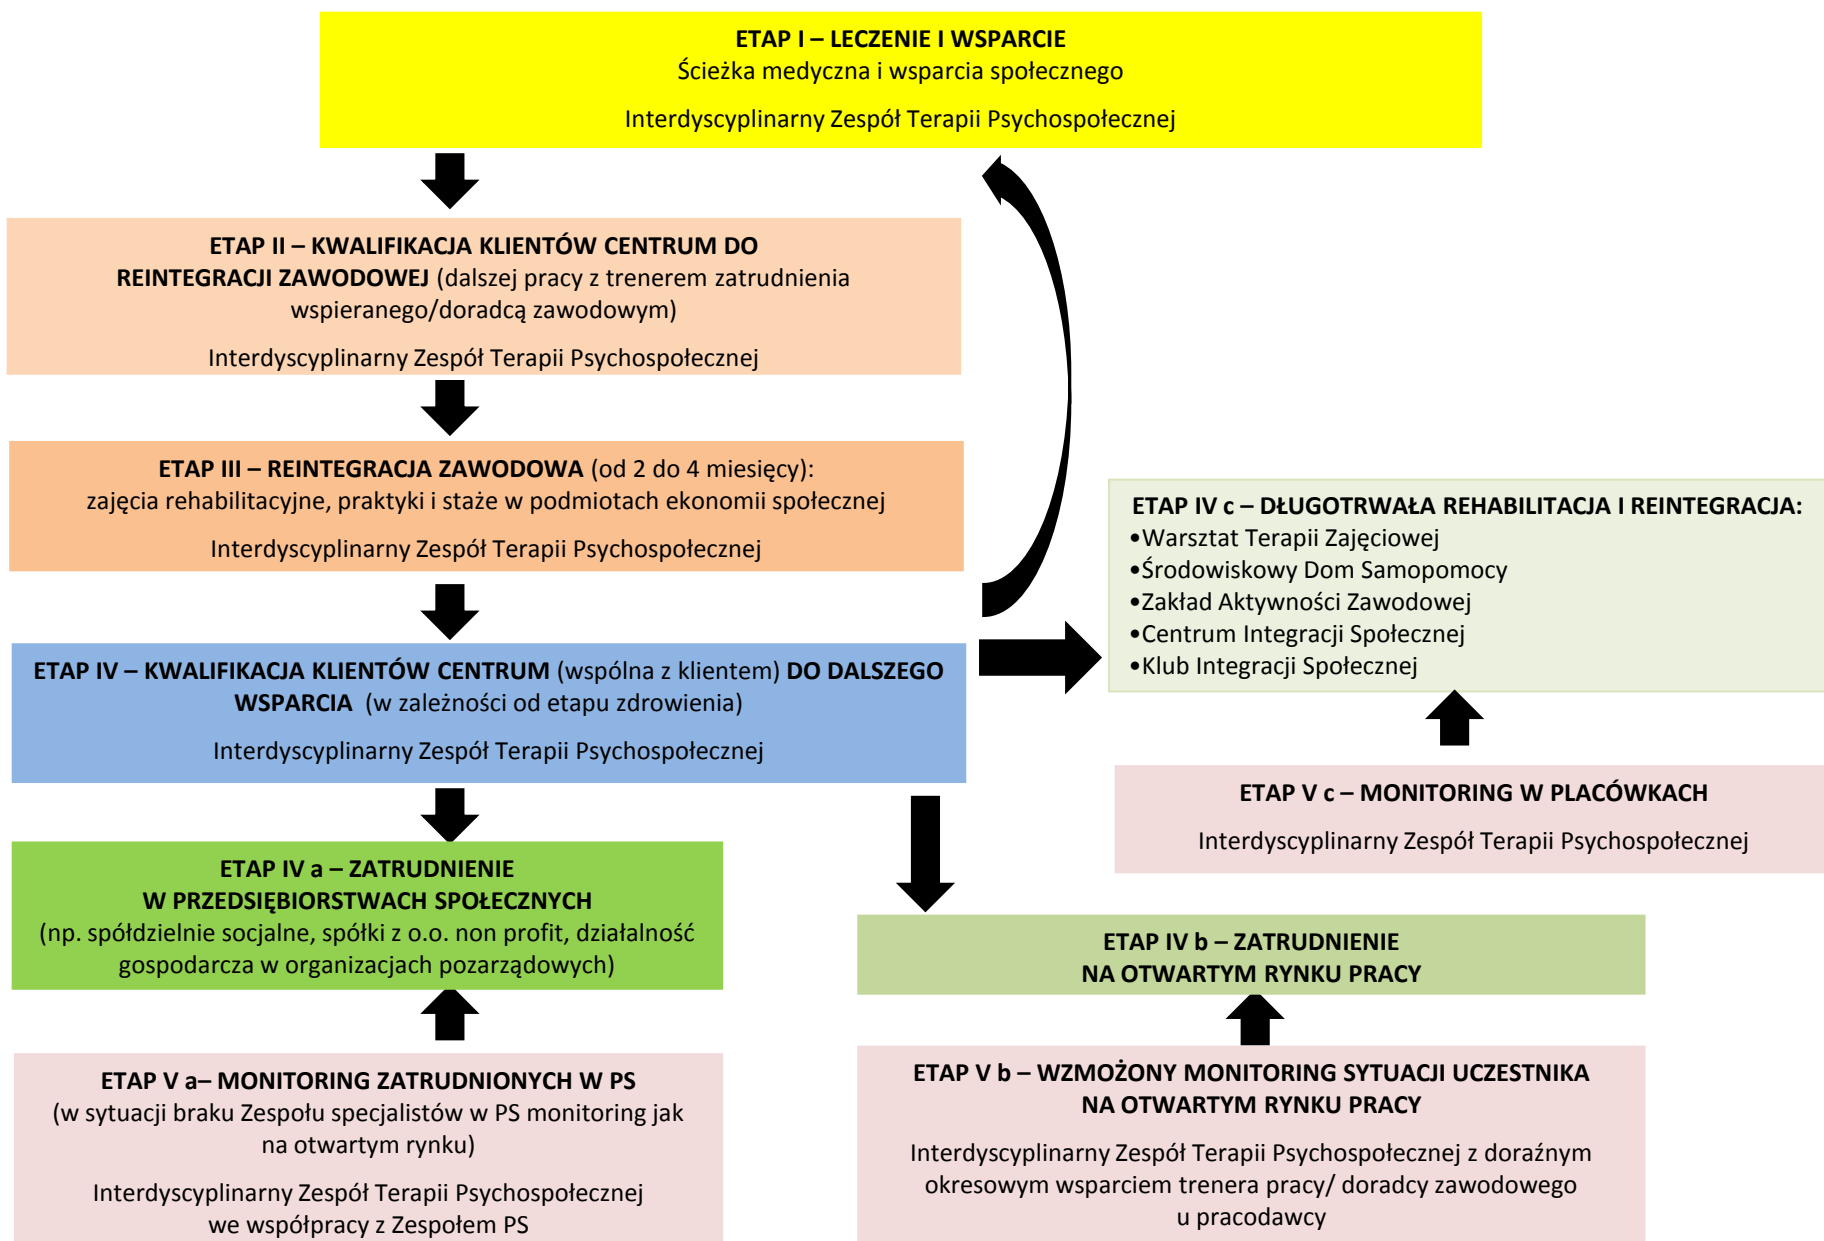 ETAP I – LECZENIE I WSPARCIE
Ścieżka medyczna i wsparcia społecznego
Interdyscyplinarny Zespół Terapii Psychospołecznej
ETAP II – KWALIFIKACJA KLIENTÓW CENTRUM DO
REINTEGRACJI ZAWODOWEJ (dalszej pracy z trenerem zatrudnienia
wspieranego/doradcą zawodowym)
Interdyscyplinarny Zespół Terapii Psychospołecznej
ETAP III – REINTEGRACJA ZAWODOWA (od 2 do 4 miesięcy):
zajęcia rehabilitacyjne, praktyki i staże w podmiotach ekonomii społecznej
Interdyscyplinarny Zespół Terapii Psychospołecznej
ETAP IV – KWALIFIKACJA KLIENTÓW CENTRUM (wspólna z klientem) DO DALSZEGO
WSPARCIA (w zależności od etapu zdrowienia)
Interdyscyplinarny Zespół Terapii Psychospołecznej
ETAP IV c – DŁUGOTRWAŁA REHABILITACJA I REINTEGRACJA:
•Warsztat Terapii Zajęciowej
•Środowiskowy Dom Samopomocy
•Zakład Aktywności Zawodowej
•Centrum Integracji Społecznej
•Klub Integracji Społecznej
ETAP V c – MONITORING W PLACÓWKACH
Interdyscyplinarny Zespół Terapii Psychospołecznej
ETAP IV a – ZATRUDNIENIE
W PRZEDSIĘBIORSTWACH SPOŁECZNYCH
(np. spółdzielnie socjalne, spółki z o.o. non profit, działalność
gospodarcza w organizacjach pozarządowych)
ETAP IV b – ZATRUDNIENIE
NA OTWARTYM RYNKU PRACY
ETAP V a– MONITORING ZATRUDNIONYCH W PS
(w sytuacji braku Zespołu specjalistów w PS monitoring jak
na otwartym rynku)
Interdyscyplinarny Zespół Terapii Psychospołecznej
we współpracy z Zespołem PS
ETAP V b – WZMOŻONY MONITORING SYTUACJI UCZESTNIKA
NA OTWARTYM RYNKU PRACY
Interdyscyplinarny Zespół Terapii Psychospołecznej z doraźnym
okresowym wsparciem trenera pracy/ doradcy zawodowego
u pracodawcy